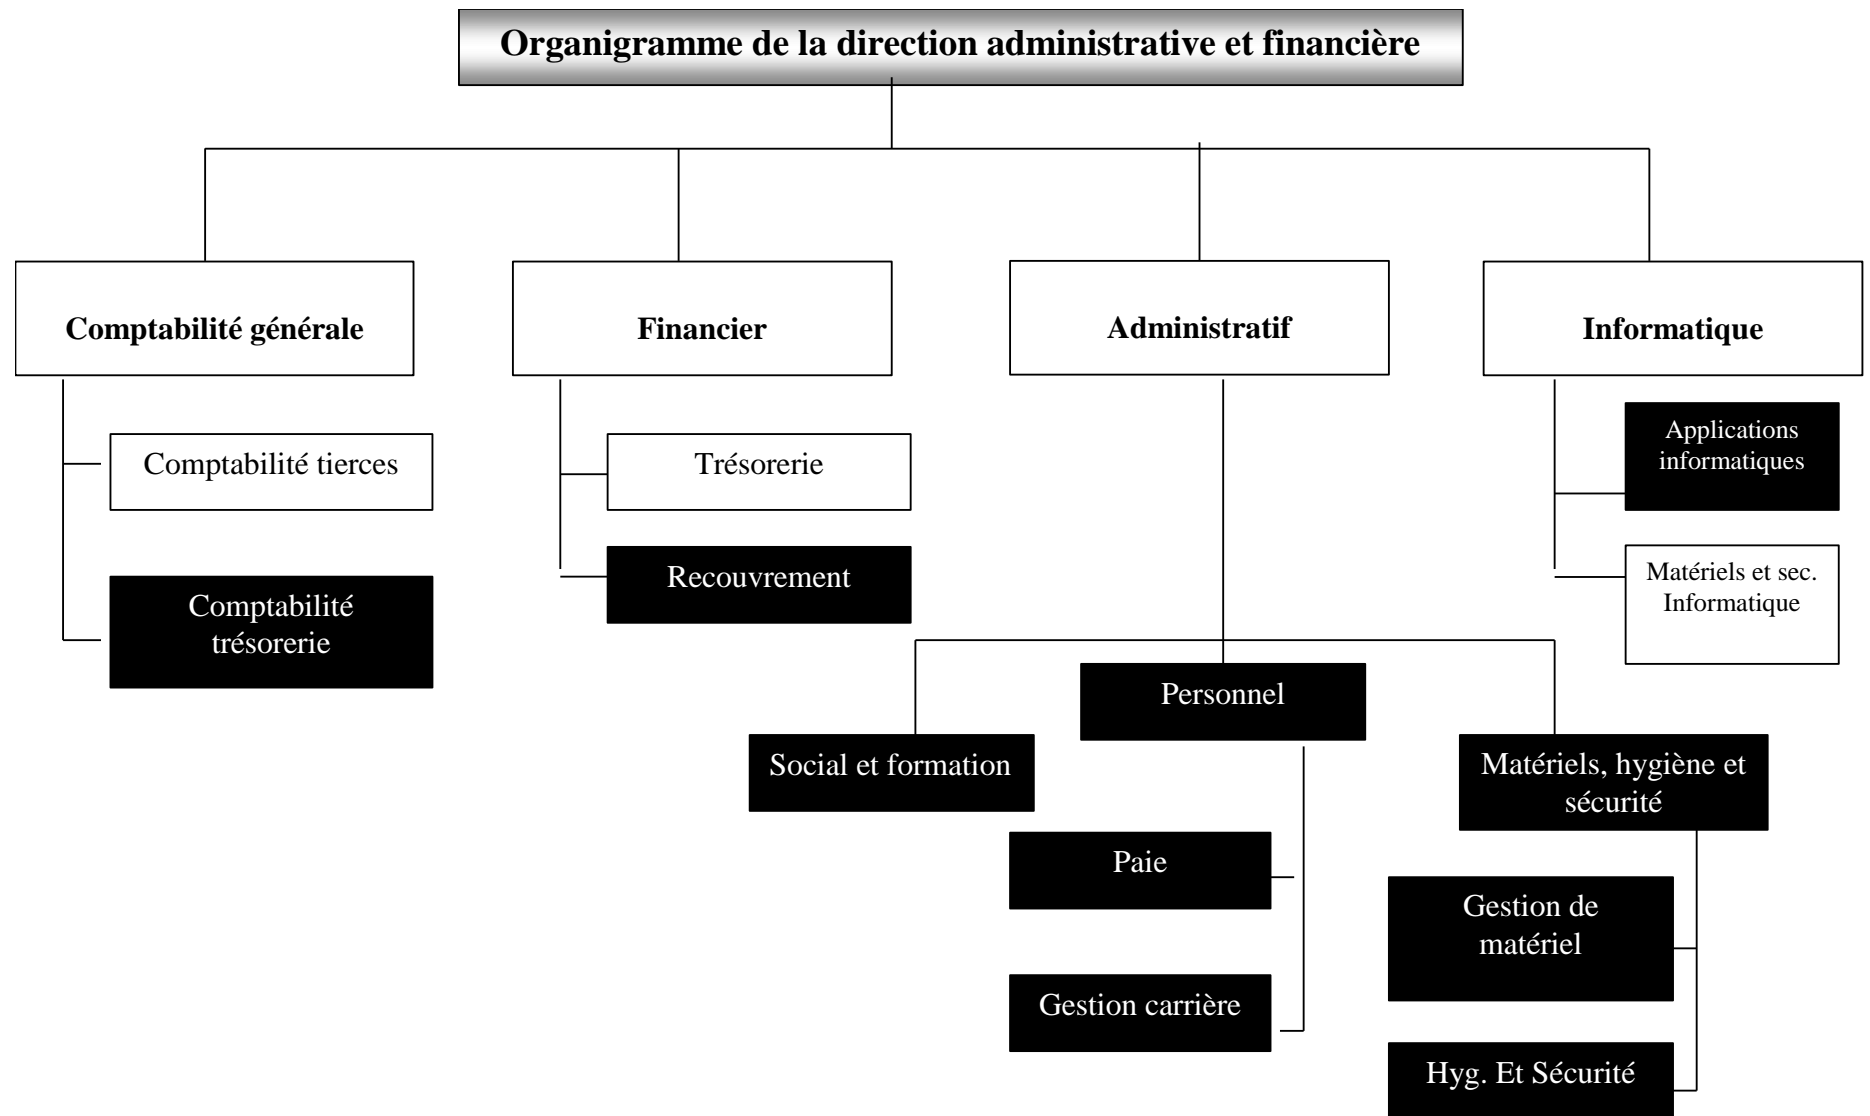 Organigramme de la direction administrative et financière
Comptabilité générale
Financier
Administratif
Informatique
Comptabilité tierces
Comptabilité
trésorerie
Trésorerie
Recouvrement
Applications
informatiques
Matériels et sec.
Informatique
Personnel
Social et formation
Matériels, hygiène et
sécurité
Paie
Gestion carrière
Gestion de
matériel
Hyg. Et Sécurité